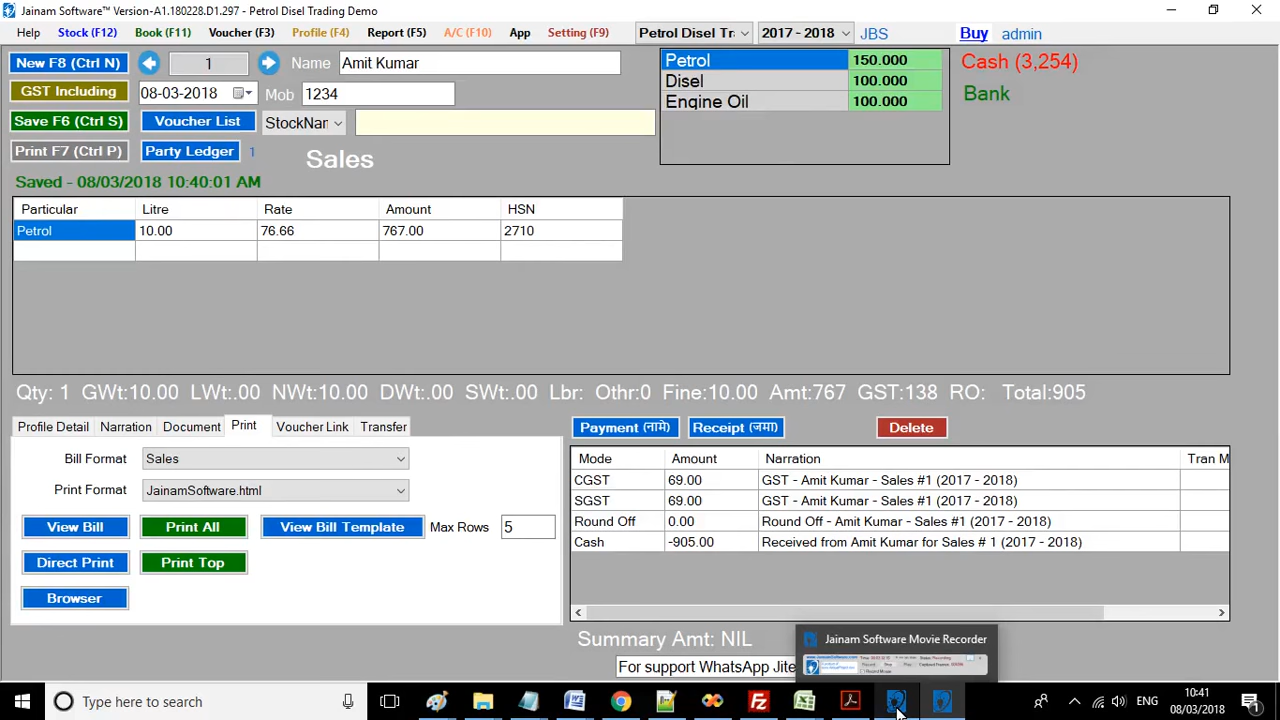 Jainam Software™ Version-A1.180228.D1.297 - Petrol Disel Trading Demo
Help Stock (F12) Book (F11) Voucher (F3) Profile (F4) Report (F5) A/C (F10) App Setting (F9) Petrol Disel Tr 2017 - 2018 JBS Buy admin
New F8 (Ctrl N) 1 Name Amit Kumar
GST Including 08-03-2018 Mob 1234
Save F6 (Ctrl S) Voucher List StockNar
Print F7 (Ctrl P) Party Ledger 1 Sales
Petrol 150.000
Disel 100.000
Engine Oil 100.000
Cash (3,254)
Bank
Saved - 08/03/2018 10:40:01 AM
Particular Litre Rate Amount HSN
Petrol 10.00 76.66 767.00 2710
Qty: 1 GWt:10.00 LWt:.00 NWt:10.00 DWt:.00 SWt:.00 Lbr: Othr:0 Fine:10.00 Amt:767 GST:138 RO: Total:905
Profile Detail Narration Document Print Voucher Link Transfer
Bill Format Sales
Print Format JainamSoftware.html
View Bill Print All View Bill Template Max Rows 5
Direct Print Print Top
Browser
Payment (नामे) Receipt (जमा) Delete
Mode Amount Narration Tran M
CGST 69.00 GST - Amit Kumar - Sales #1 (2017 - 2018)
SGST 69.00 GST - Amit Kumar - Sales #1 (2017 - 2018)
Round Off 0.00 Round Off - Amit Kumar - Sales #1 (2017 - 2018)
Cash -905.00 Received from Amit Kumar for Sales # 1 (2017 - 2018)
Summary Amt: NIL
Jainam Software Movie Recorder
For support WhatsApp Jite
Type here to search
ENG
10:41
08/03/2018